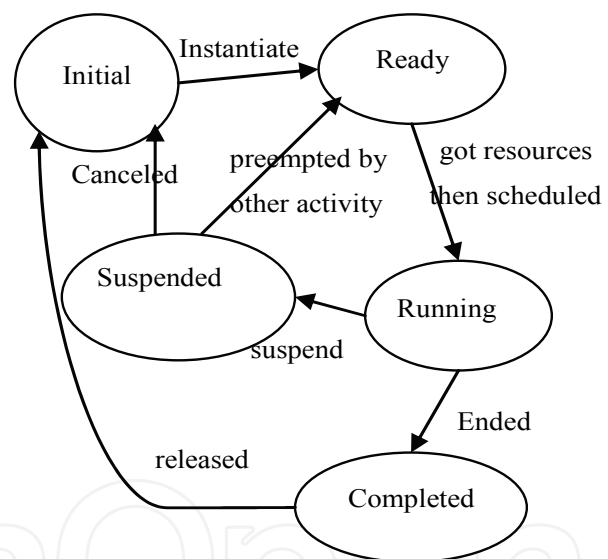 Instantiate
Initial
Ready
preempted by
other activity
got resources
then scheduled
Canceled
Suspended
Running
suspend
Ended
released
Completed